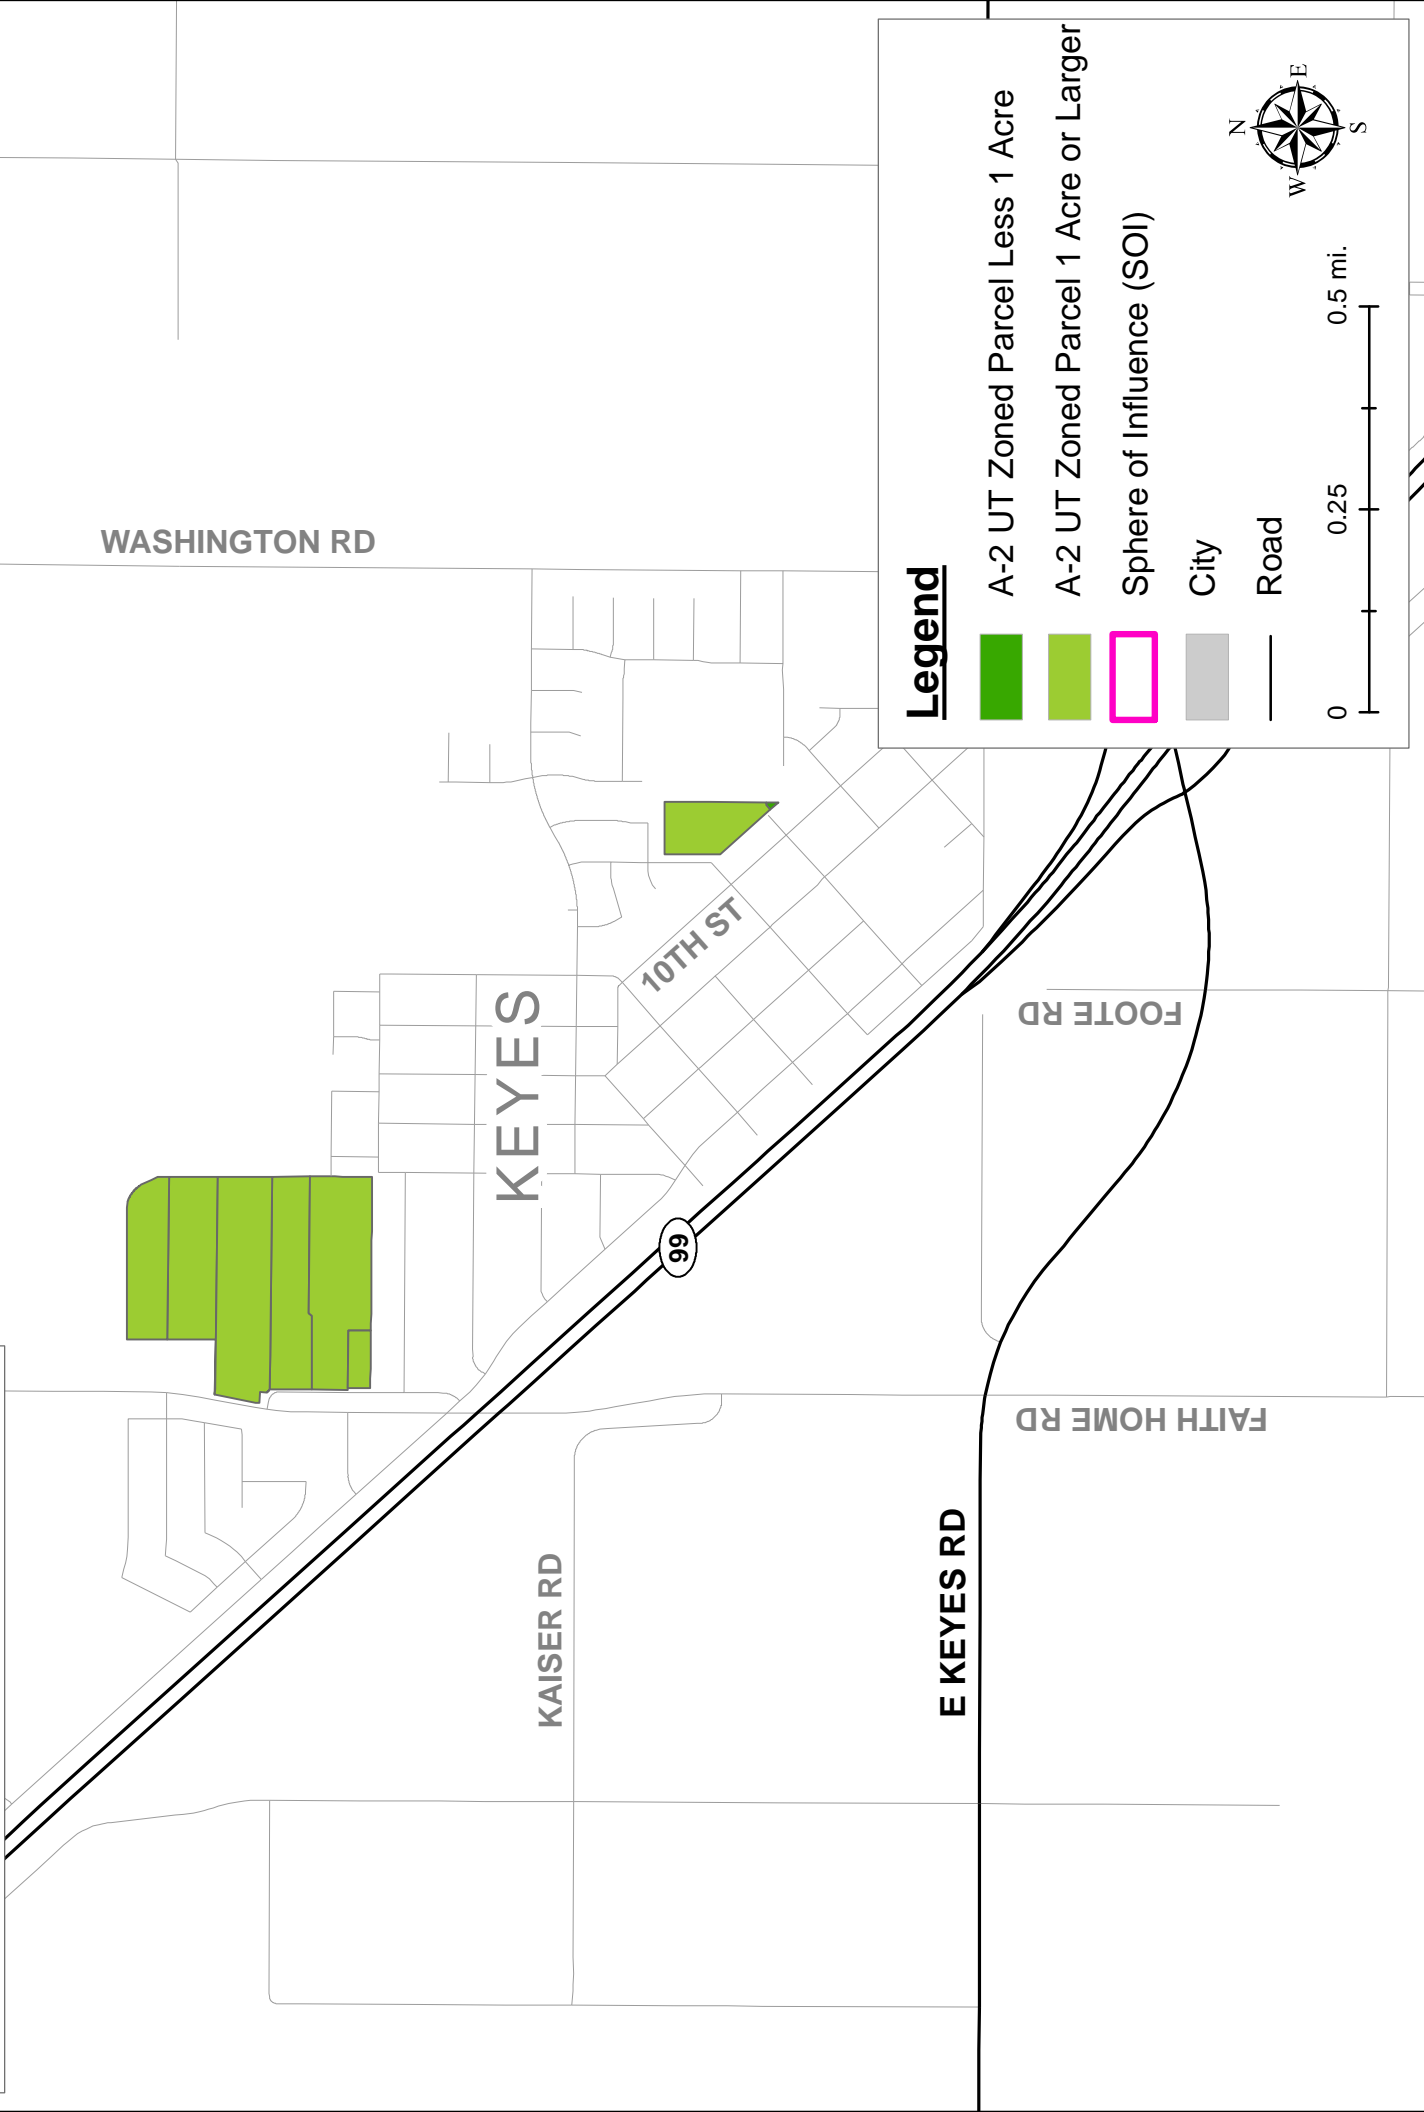 WASHINGTON RD
KEYES
10TH ST
99
FOOTE RD
FAITH HOME RD
KAISER RD
E KEYES RD
Legend
A-2 UT Zoned Parcel Less 1 Acre
A-2 UT Zoned Parcel 1 Acre or Larger
Sphere of Influence (SOI)
City
Road
0 0.25 0.5 mi.
N
W E
S